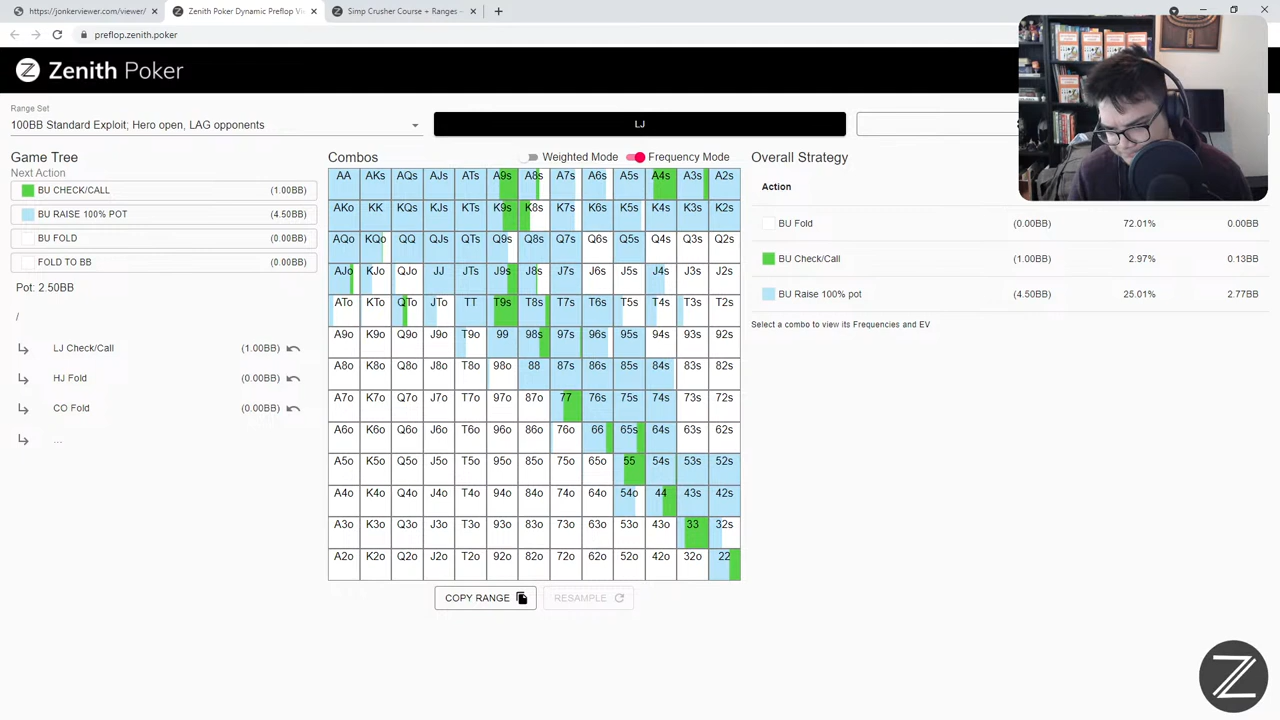 https://jonkerviewer.com/viewer/
Zenith Poker Dynamic Preflop Vi
Simp Crusher Course + Ranges -
preflop.zenith.poker
Zenith Poker
Range Set
100BB Standard Exploit; Hero open, LAG opponents
LJ
Game Tree
Next Action
BU CHECK/CALL (1.00BB)
BU RAISE 100% POT (4.50BB)
BU FOLD (0.00BB)
FOLD TO BB (0.00BB)
Pot: 2.50BB
/
LJ Check/Call (1.00BB)
HJ Fold (0.00BB)
CO Fold (0.00BB)
...
Combos
Weighted Mode
Frequency Mode
AA AKs AQs AJs ATs A9s A8s A7s A6s A5s A4s A3s A2s
AKo KK KQs KJs KTs K9s K8s K7s K6s K5s K4s K3s K2s
AQo KQo QQ QJs QTs Q9s Q8s Q7s Q6s Q5s Q4s Q3s Q2s
AJo KJo QJo JJ JTs J9s J8s J7s J6s J5s J4s J3s J2s
ATo KTo QTo JTo TT T9s T8s T7s T6s T5s T4s T3s T2s
A9o K9o Q9o J9o T9o 99 98s 97s 96s 95s 94s 93s 92s
A8o K8o Q8o J8o T8o 98o 88 87s 86s 85s 84s 83s 82s
A7o K7o Q7o J7o T7o 97o 87o 77 76s 75s 74s 73s 72s
A6o K6o Q6o J6o T6o 96o 86o 76o 66 65s 64s 63s 62s
A5o K5o Q5o J5o T5o 95o 85o 75o 65o 55 54s 53s 52s
A4o K4o Q4o J4o T4o 94o 84o 74o 64o 54o 44 43s 42s
A3o K3o Q3o J3o T3o 93o 83o 73o 63o 53o 43o 33 32s
A2o K2o Q2o J2o T2o 92o 82o 72o 62o 52o 42o 32o 22
COPY RANGE
RESAMPLE
Overall Strategy
Action
BU Fold (0.00BB) 72.01% 0.00BB
BU Check/Call (1.00BB) 2.97% 0.13BB
BU Raise 100% pot (4.50BB) 25.01% 2.77BB
Select a combo to view its Frequencies and EV